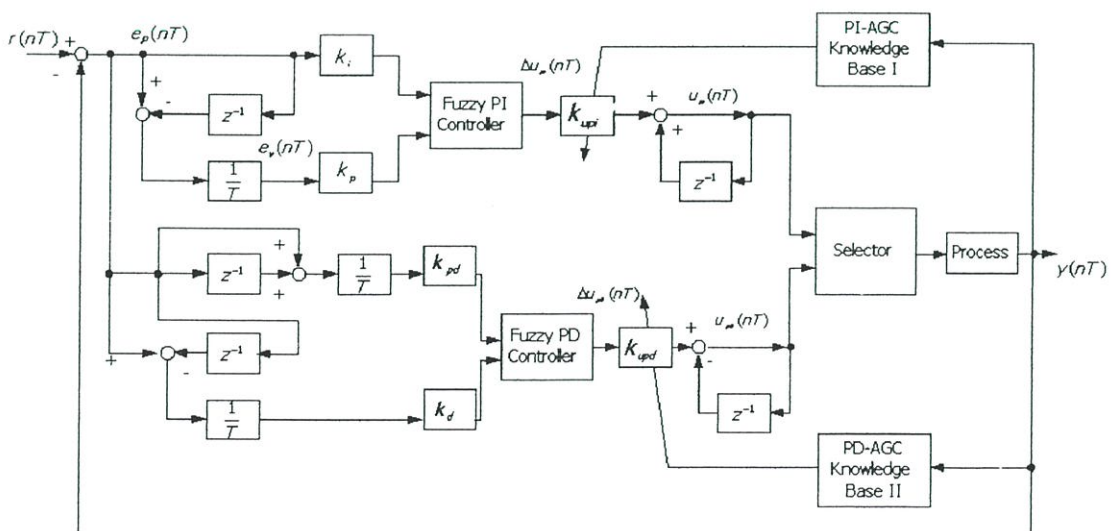 r(nT)
+
-
e_p(nT)
+
-
z⁻¹
1/T
e_v(nT)
k_i
k_p
Fuzzy PI
Controller
Δu_pi(nT)
k_upi
+
+
u_pi(nT)
z⁻¹
PI-AGC
Knowledge
Base I
Selector
Process
y(nT)
+
+
z⁻¹
1/T
k_pd
z⁻¹
+
-
1/T
k_d
Fuzzy PD
Controller
Δu_pd(nT)
k_upd
+
-
u_pd(nT)
z⁻¹
PD-AGC
Knowledge
Base II